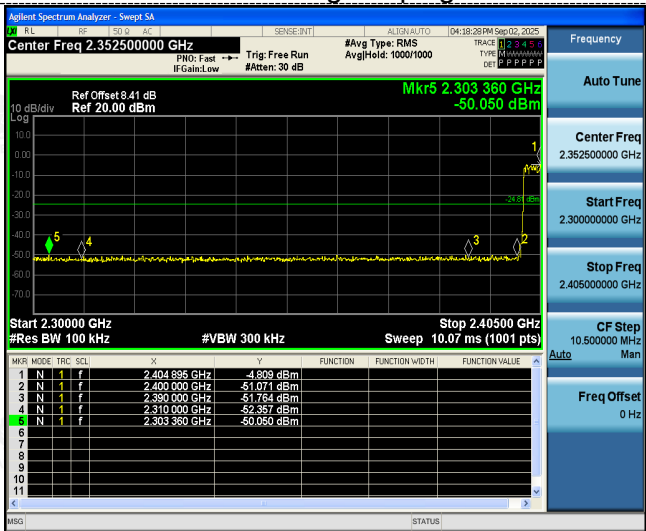 Agilent Spectrum Analyzer - Swept SA
RL RF 50 Ω AC SENSE:INT ALIGN AUTO 04:18:28 PM Sep 02, 2025
Center Freq 2.352500000 GHz
PNO: Fast
IFGain:Low
Trig: Free Run
#Atten: 30 dB
#Avg Type: RMS
Avg|Hold: 1000/1000
TRACE 1 2 3 4 5 6
TYPE M WWWWW
DET P P P P P P
Ref Offset 8.41 dB
10 dB/div Ref 20.00 dBm
Log
Mkr5 2.303 360 GHz
-50.050 dBm
10.0
0.00
-10.0
-20.0
-30.0
-40.0
-50.0
-60.0
-70.0
1
-24.81 dBm
5 4 3 2
Start 2.30000 GHz Stop 2.40500 GHz
#Res BW 100 kHz #VBW 300 kHz Sweep 10.07 ms (1001 pts)
MKR MODE TRC SCL X Y FUNCTION FUNCTION WIDTH FUNCTION VALUE
1 N 1 f 2.404 895 GHz -4.809 dBm
2 N 1 f 2.400 000 GHz -51.071 dBm
3 N 1 f 2.390 000 GHz -51.764 dBm
4 N 1 f 2.310 000 GHz -52.357 dBm
5 N 1 f 2.303 360 GHz -50.050 dBm
6
7
8
9
10
11
MSG STATUS
Frequency
Auto Tune
Center Freq
2.352500000 GHz
Start Freq
2.300000000 GHz
Stop Freq
2.405000000 GHz
CF Step
10.500000 MHz
Auto Man
Freq Offset
0 Hz